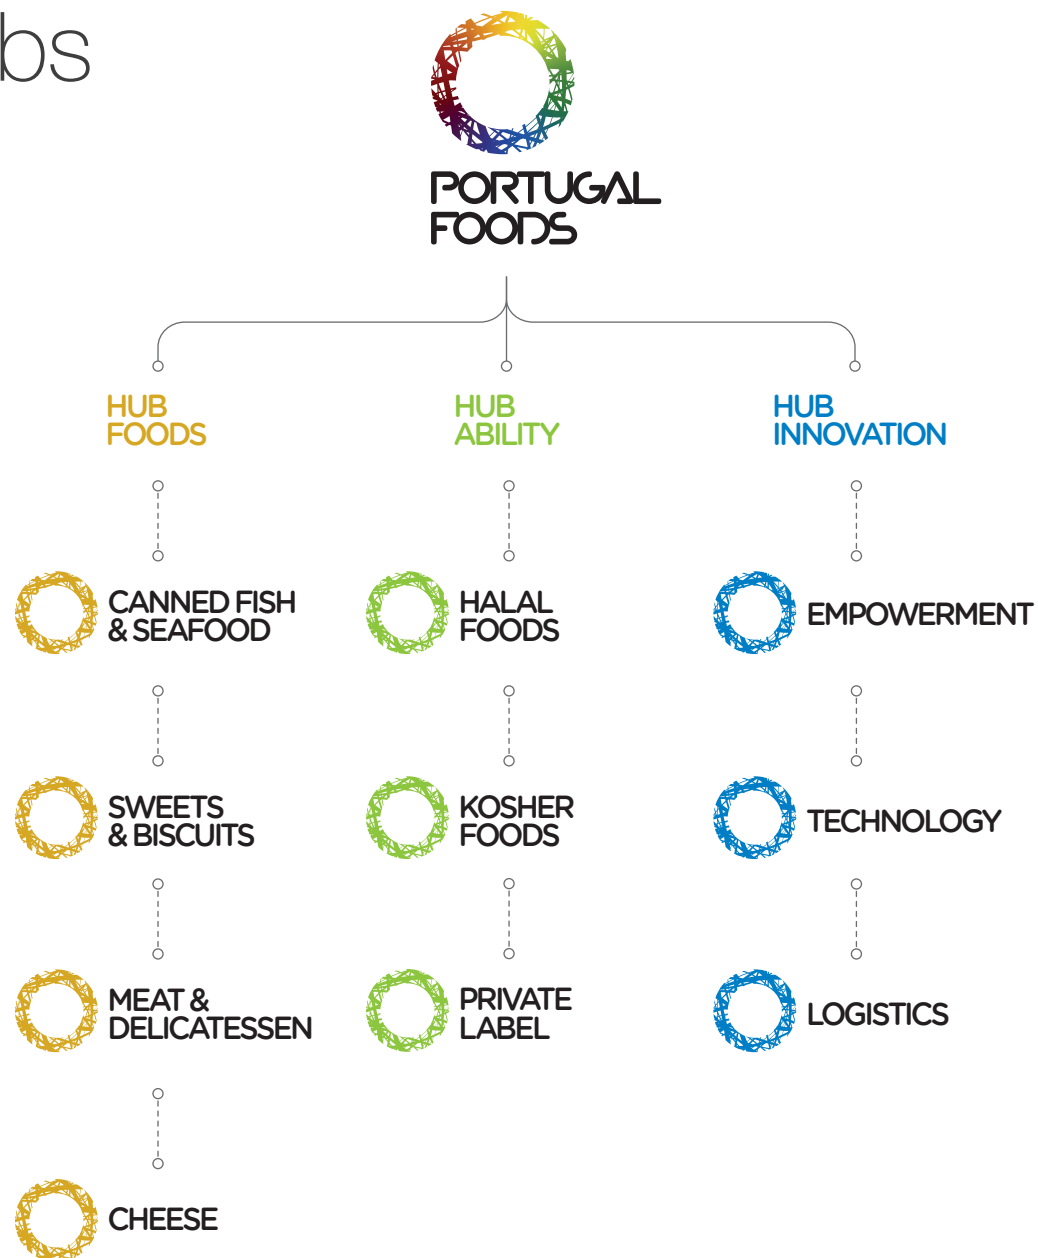 bs
PORTUGAL
FOODS
HUB
FOODS
HUB
ABILITY
HUB
INNOVATION
CANNED FISH
& SEAFOOD
HALAL
FOODS
EMPOWERMENT
SWEETS
& BISCUITS
KOSHER
FOODS
TECHNOLOGY
MEAT &
DELICATESSEN
PRIVATE
LABEL
LOGISTICS
CHEESE